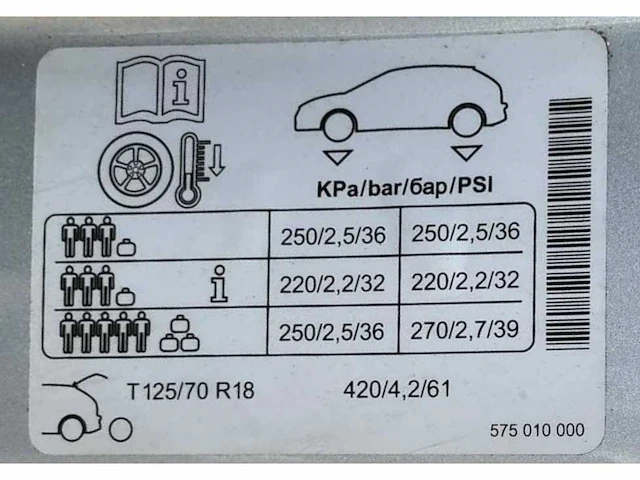 i
KPa/bar/бар/PSI
250/2,5/36 250/2,5/36
i 220/2,2/32 220/2,2/32
250/2,5/36 270/2,7/39
T125/70 R18 420/4,2/61
575 010 000